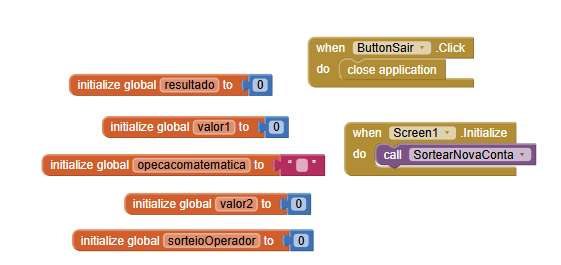 when ButtonSair .Click
do close application
initialize global resultado to 0
initialize global valor1 to 0
when Screen1 .Initialize
do call SortearNovaConta
initialize global opecacomatematica to “ ”
initialize global valor2 to 0
initialize global sorteioOperador to 0